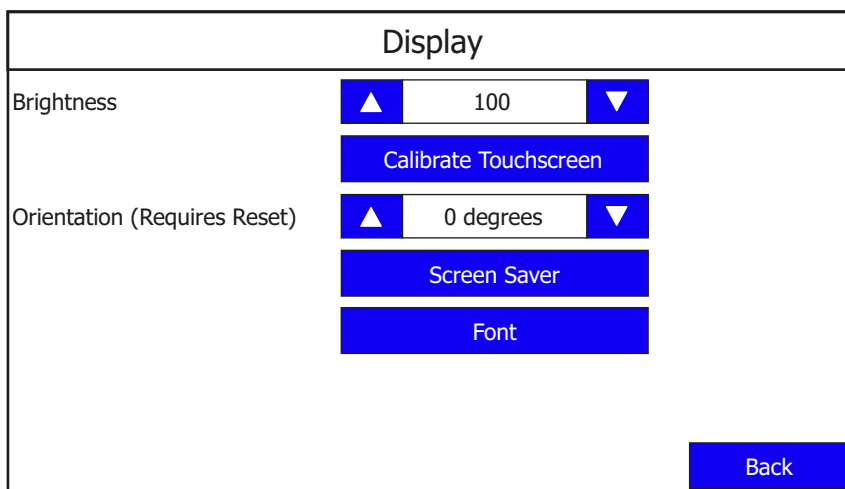 Display
Brightness
100
Calibrate Touchscreen
Orientation (Requires Reset)
0 degrees
Screen Saver
Font
Back